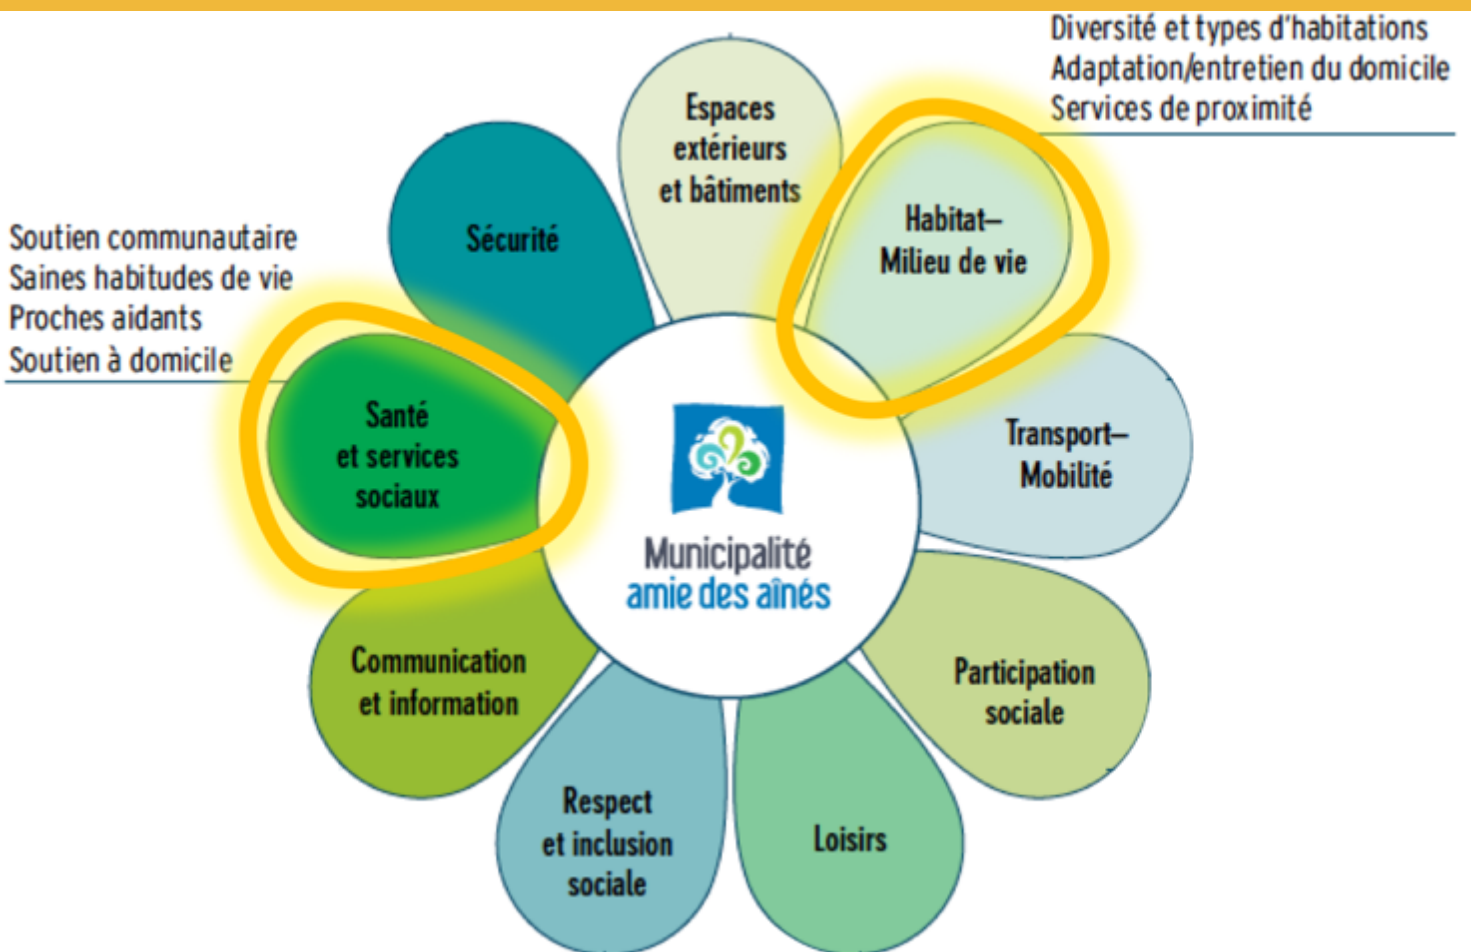 Diversité et types d'habitations
Adaptation/entretien du domicile
Services de proximité
Espaces
extérieurs
et bâtiments
Habitat–
Milieu de vie
Sécurité
Soutien communautaire
Saines habitudes de vie
Proches aidants
Soutien à domicile
Santé
et services
sociaux
Transport–
Mobilité
Municipalité
amie des aînés
Communication
et information
Participation
sociale
Respect
et inclusion
sociale
Loisirs